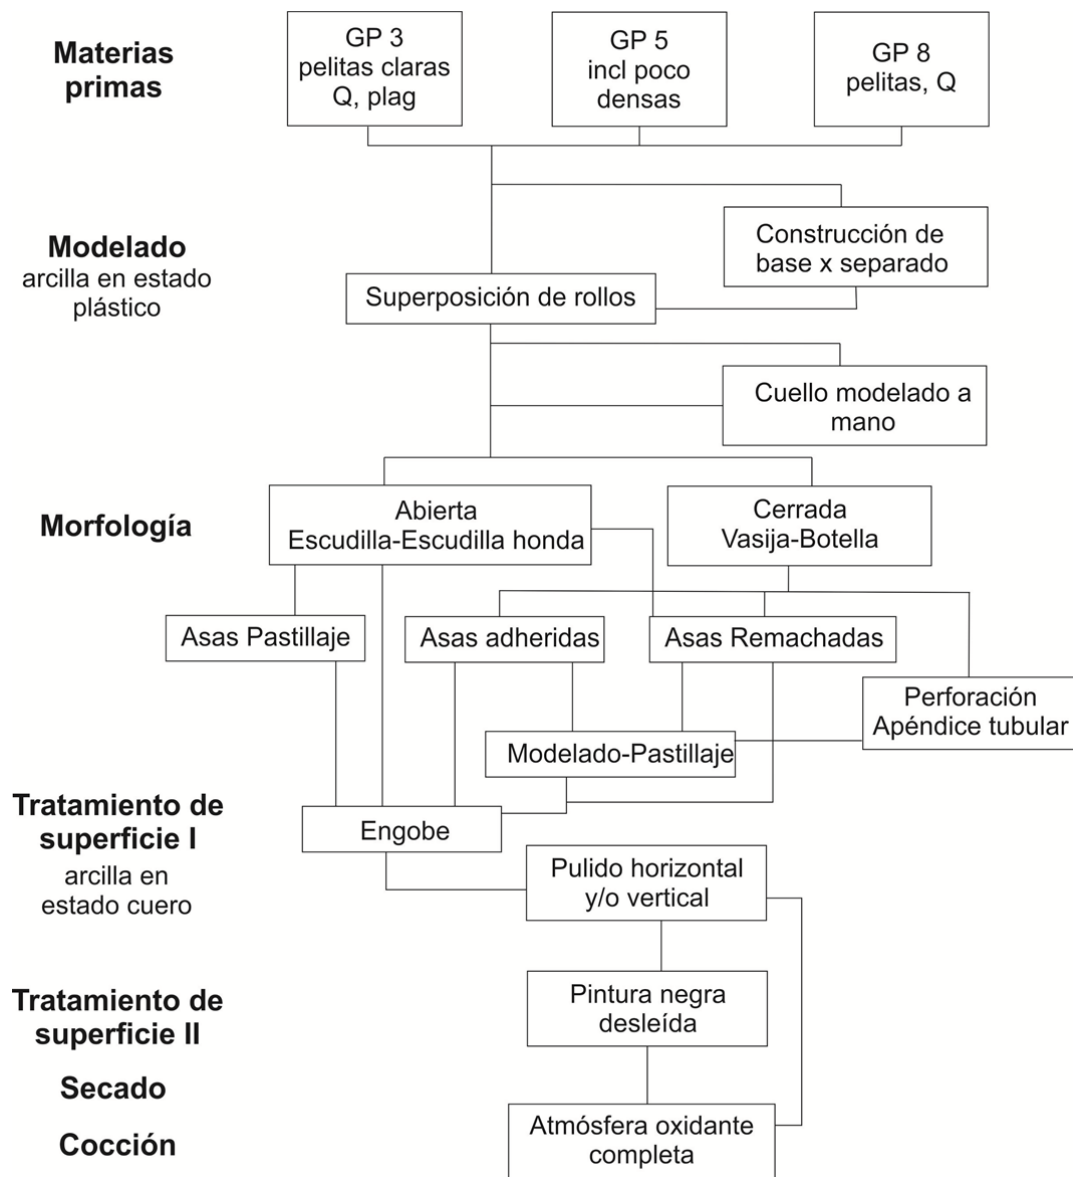 Materias
primas
GP 3
pelitas claras
Q, plag
GP 5
incl poco
densas
GP 8
pelitas, Q
Modelado
arcilla en estado
plástico
Construcción de
base x separado
Superposición de rollos
Cuello modelado a
mano
Morfología
Abierta
Escudilla-Escudilla honda
Cerrada
Vasija-Botella
Asas Pastillaje
Asas adheridas
Asas Remachadas
Perforación
Apéndice tubular
Modelado-Pastillaje
Tratamiento de
superficie I
arcilla en
estado cuero
Engobe
Pulido horizontal
y/o vertical
Tratamiento de
superficie II
Pintura negra
desleída
Secado
Cocción
Atmósfera oxidante
completa